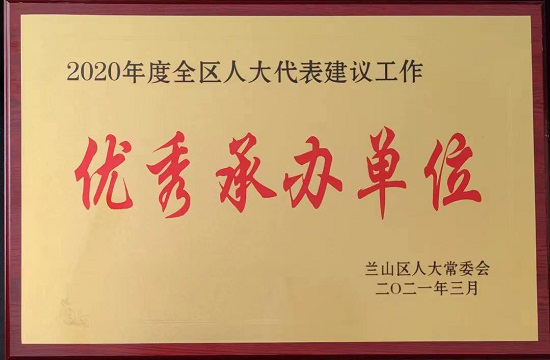 2020年度全区人大代表建议工作
优秀承办单位
兰山区人大常委会
二〇二一年三月